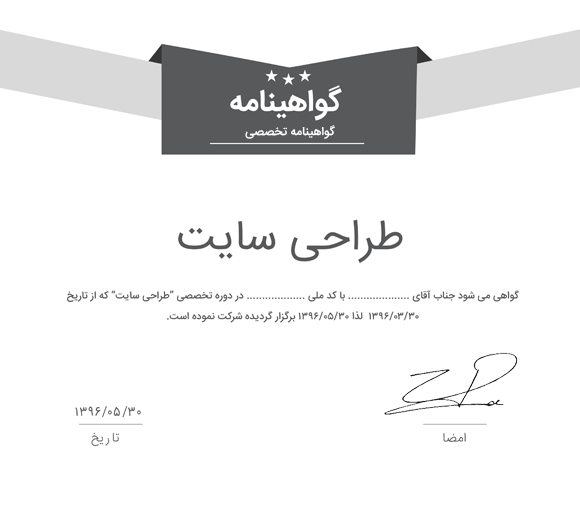 گواهینامه
گواهینامه تخصصی
طراحی سایت
گواهی می شود جناب آقای .................... با کد ملی ................... در دوره تخصصی "طراحی سایت" که از تاریخ
۱۳۹۶/۰۳/۳۰ لذا ۱۳۹۶/۰۵/۳۰ برگزار گردیده شرکت نموده است.
۱۳۹۶/۰۵/۳۰
امضا
تاریخ